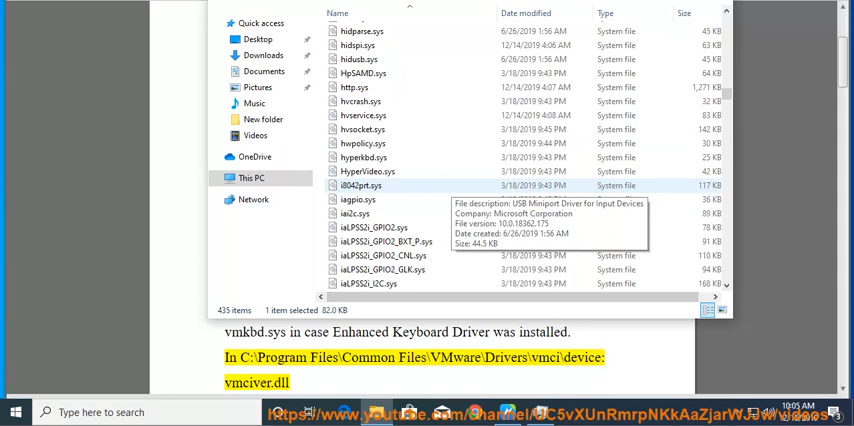 Name Date modified Type Size
Quick access
Desktop
Downloads
Documents
Pictures
Music
New folder
Videos
OneDrive
This PC
Network
hidparse.sys 6/26/2019 1:56 AM System file 45 KB
hidspi.sys 12/14/2019 4:06 AM System file 63 KB
hidusb.sys 6/26/2019 1:56 AM System file 45 KB
HpSAMD.sys 3/18/2019 9:43 PM System file 64 KB
http.sys 12/14/2019 4:07 AM System file 1,271 KB
hvcrash.sys 3/18/2019 9:43 PM System file 32 KB
hvservice.sys 12/14/2019 4:08 AM System file 83 KB
hvsocket.sys 3/18/2019 9:45 PM System file 142 KB
hwpolicy.sys 3/18/2019 9:44 PM System file 30 KB
hyperkbd.sys 3/18/2019 9:43 PM System file 25 KB
HyperVideo.sys 3/18/2019 9:43 PM System file 42 KB
i8042prt.sys 3/18/2019 9:43 PM System file 117 KB
iagpio.sys 36 KB
iai2c.sys 89 KB
iaLPSS2i_GPIO2.sys 78 KB
iaLPSS2i_GPIO2_BXT_P.sys 91 KB
iaLPSS2i_GPIO2_CNL.sys 3/18/2019 9:43 PM System file 110 KB
iaLPSS2i_GPIO2_GLK.sys 3/18/2019 9:43 PM System file 94 KB
iaLPSS2i_I2C.sys 3/18/2019 9:43 PM System file 168 KB
File description: USB Miniport Driver for Input Devices
Company: Microsoft Corporation
File version: 10.0.18362.175
Date created: 6/26/2019 1:56 AM
Size: 44.5 KB
435 items 1 item selected 82.0 KB
vmkbd.sys in case Enhanced Keyboard Driver was installed.
In C:\Program Files\Common Files\VMware\Drivers\vmci\device:
vmciver.dll
Type here to search
10:05 AM